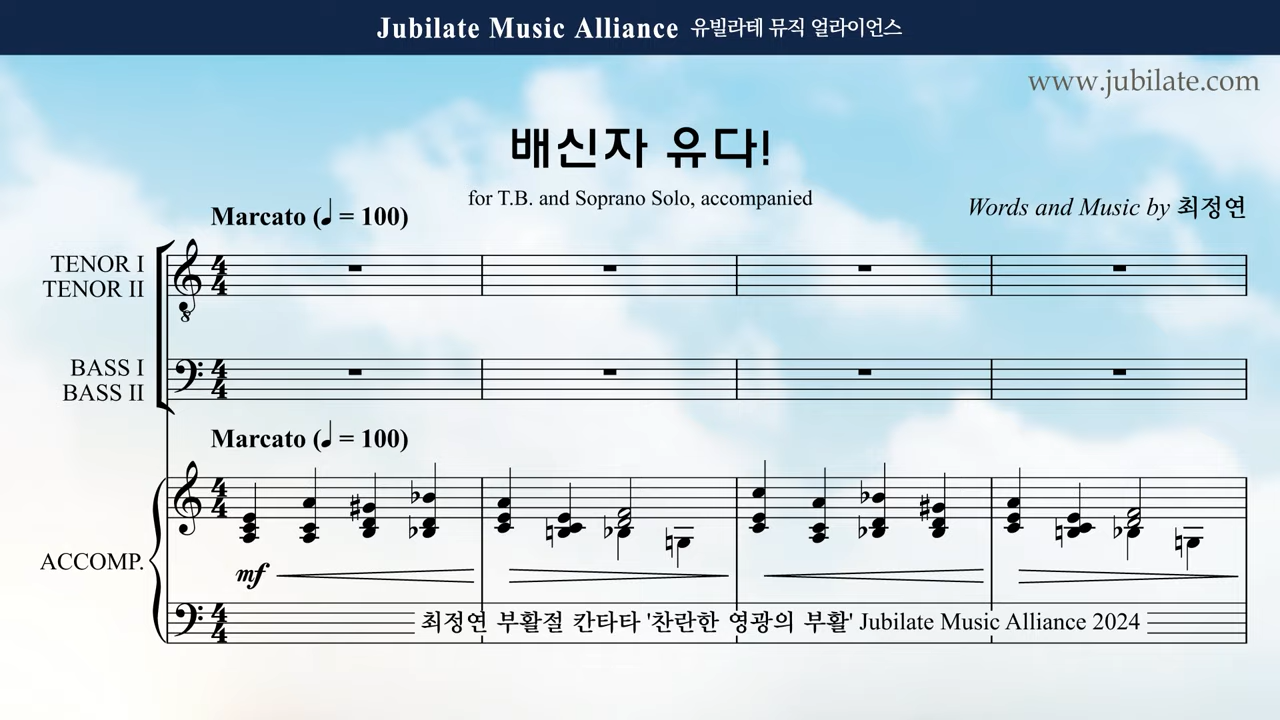 Jubilate Music Alliance 유빌라테 뮤직 얼라이언스
www.jubilate.com
배신자 유다!
for T.B. and Soprano Solo, accompanied
Words and Music by 최정연
Marcato (♩ = 100)
TENOR I
TENOR II
BASS I
BASS II
Marcato (♩ = 100)
ACCOMP.
mf
최정연 부활절 칸타타 '찬란한 영광의 부활' Jubilate Music Alliance 2024